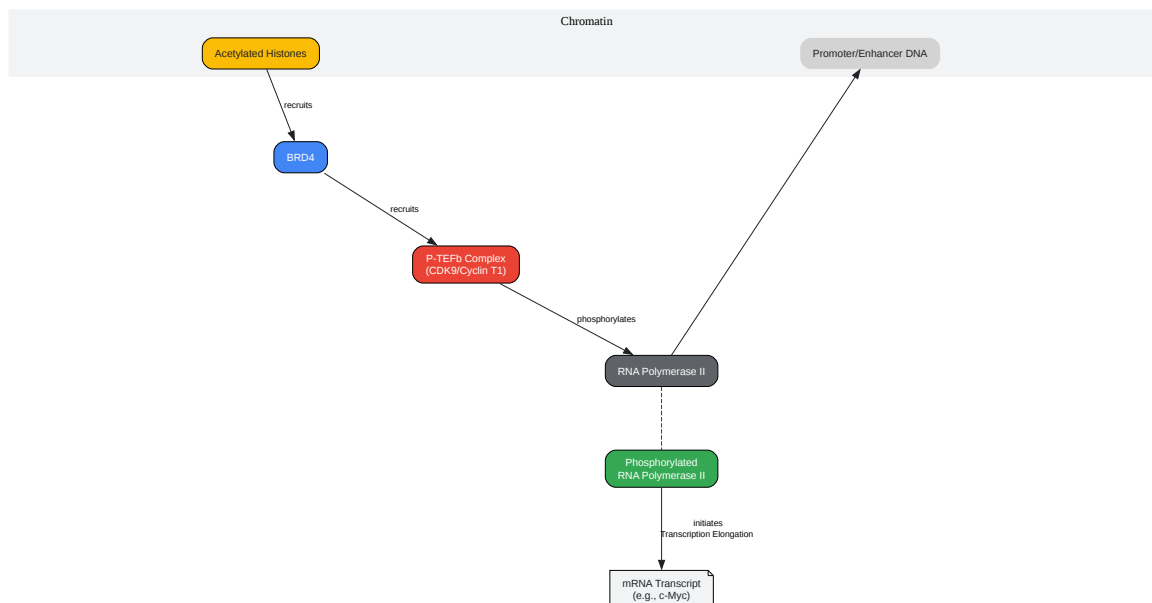 Chromatin
Acetylated Histones
Promoter/Enhancer DNA
recruits
BRD4
recruits
P-TEFb Complex
(CDK9/Cyclin T1)
phosphorylates
RNA Polymerase II
Phosphorylated
RNA Polymerase II
initiates
Transcription Elongation
mRNA Transcript
(e.g., c-Myc)